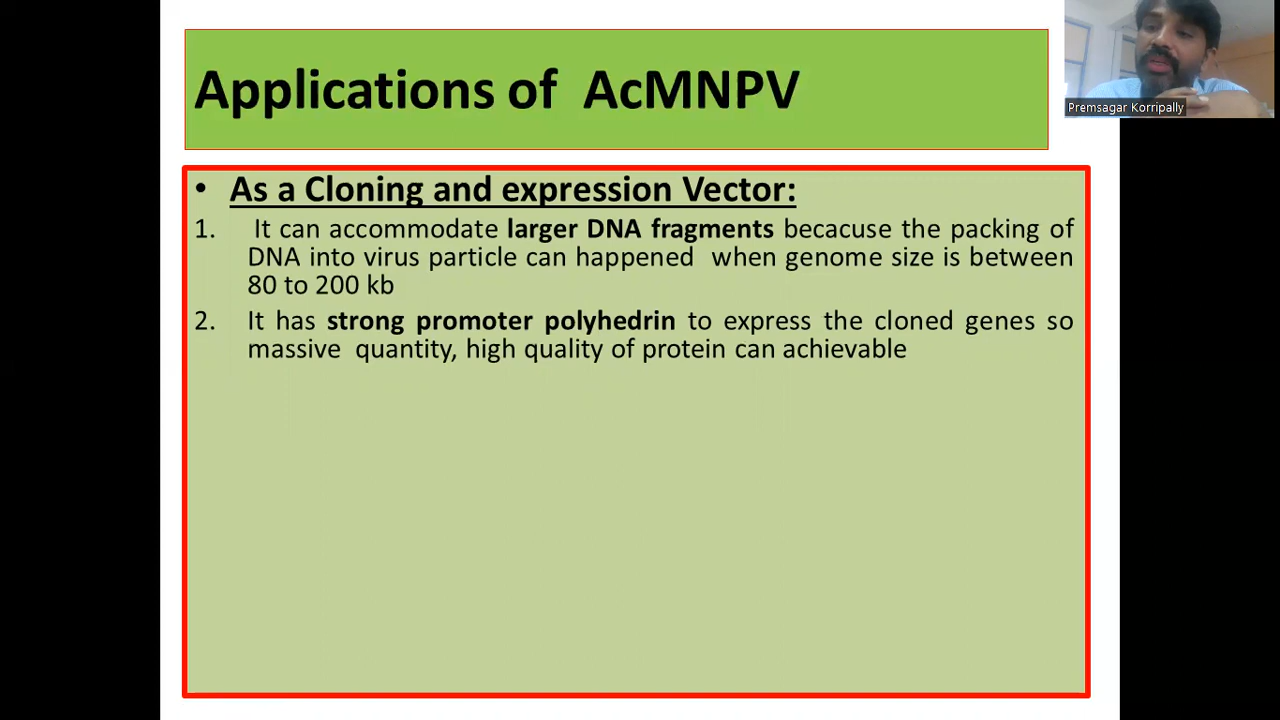 Applications of AcMNPV
Premsagar Korripally
• As a Cloning and expression Vector:
1. It can accommodate larger DNA fragments becacuse the packing of
DNA into virus particle can happened when genome size is between
80 to 200 kb
2. It has strong promoter polyhedrin to express the cloned genes so
massive quantity, high quality of protein can achievable